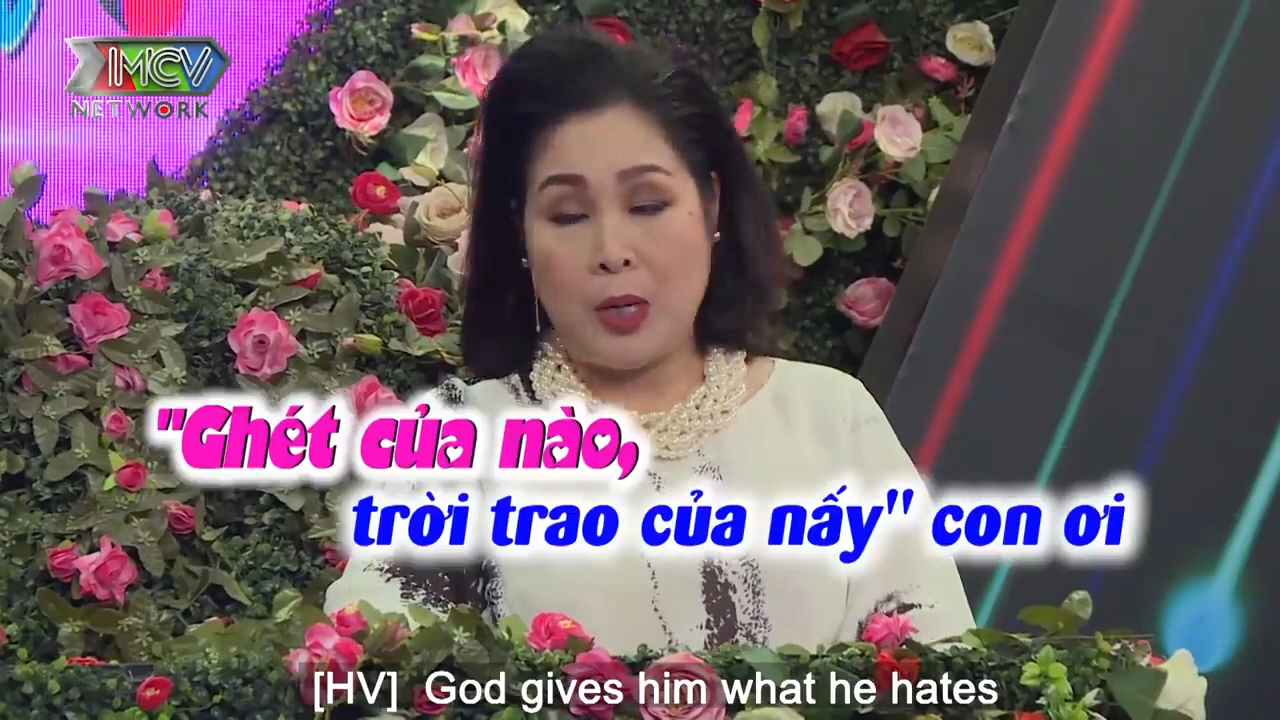 MCV
NETWORK
"Ghét của nào,
trời trao của nấy" con ơi
[HV]  God gives him what he hates